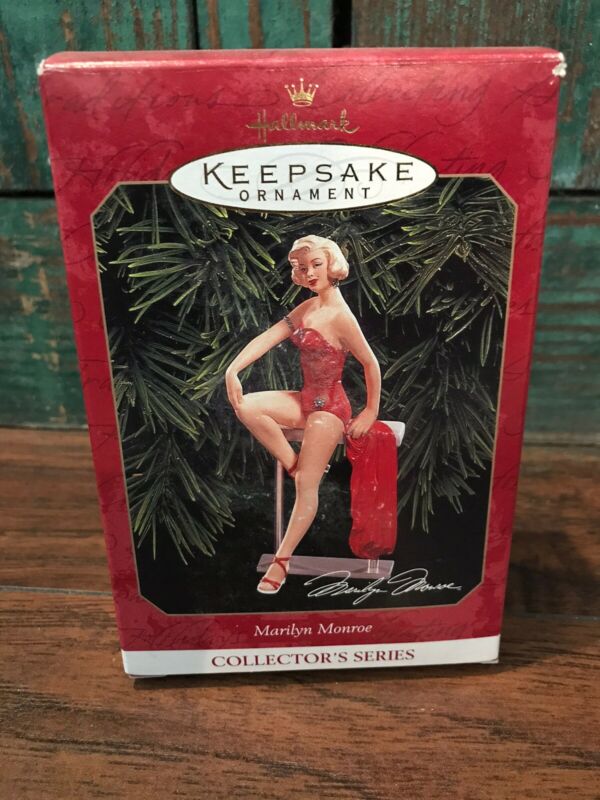 Hallmark
KEEPSAKE
ORNAMENT
Marilyn Monroe
Marilyn Monroe
COLLECTOR'S SERIES